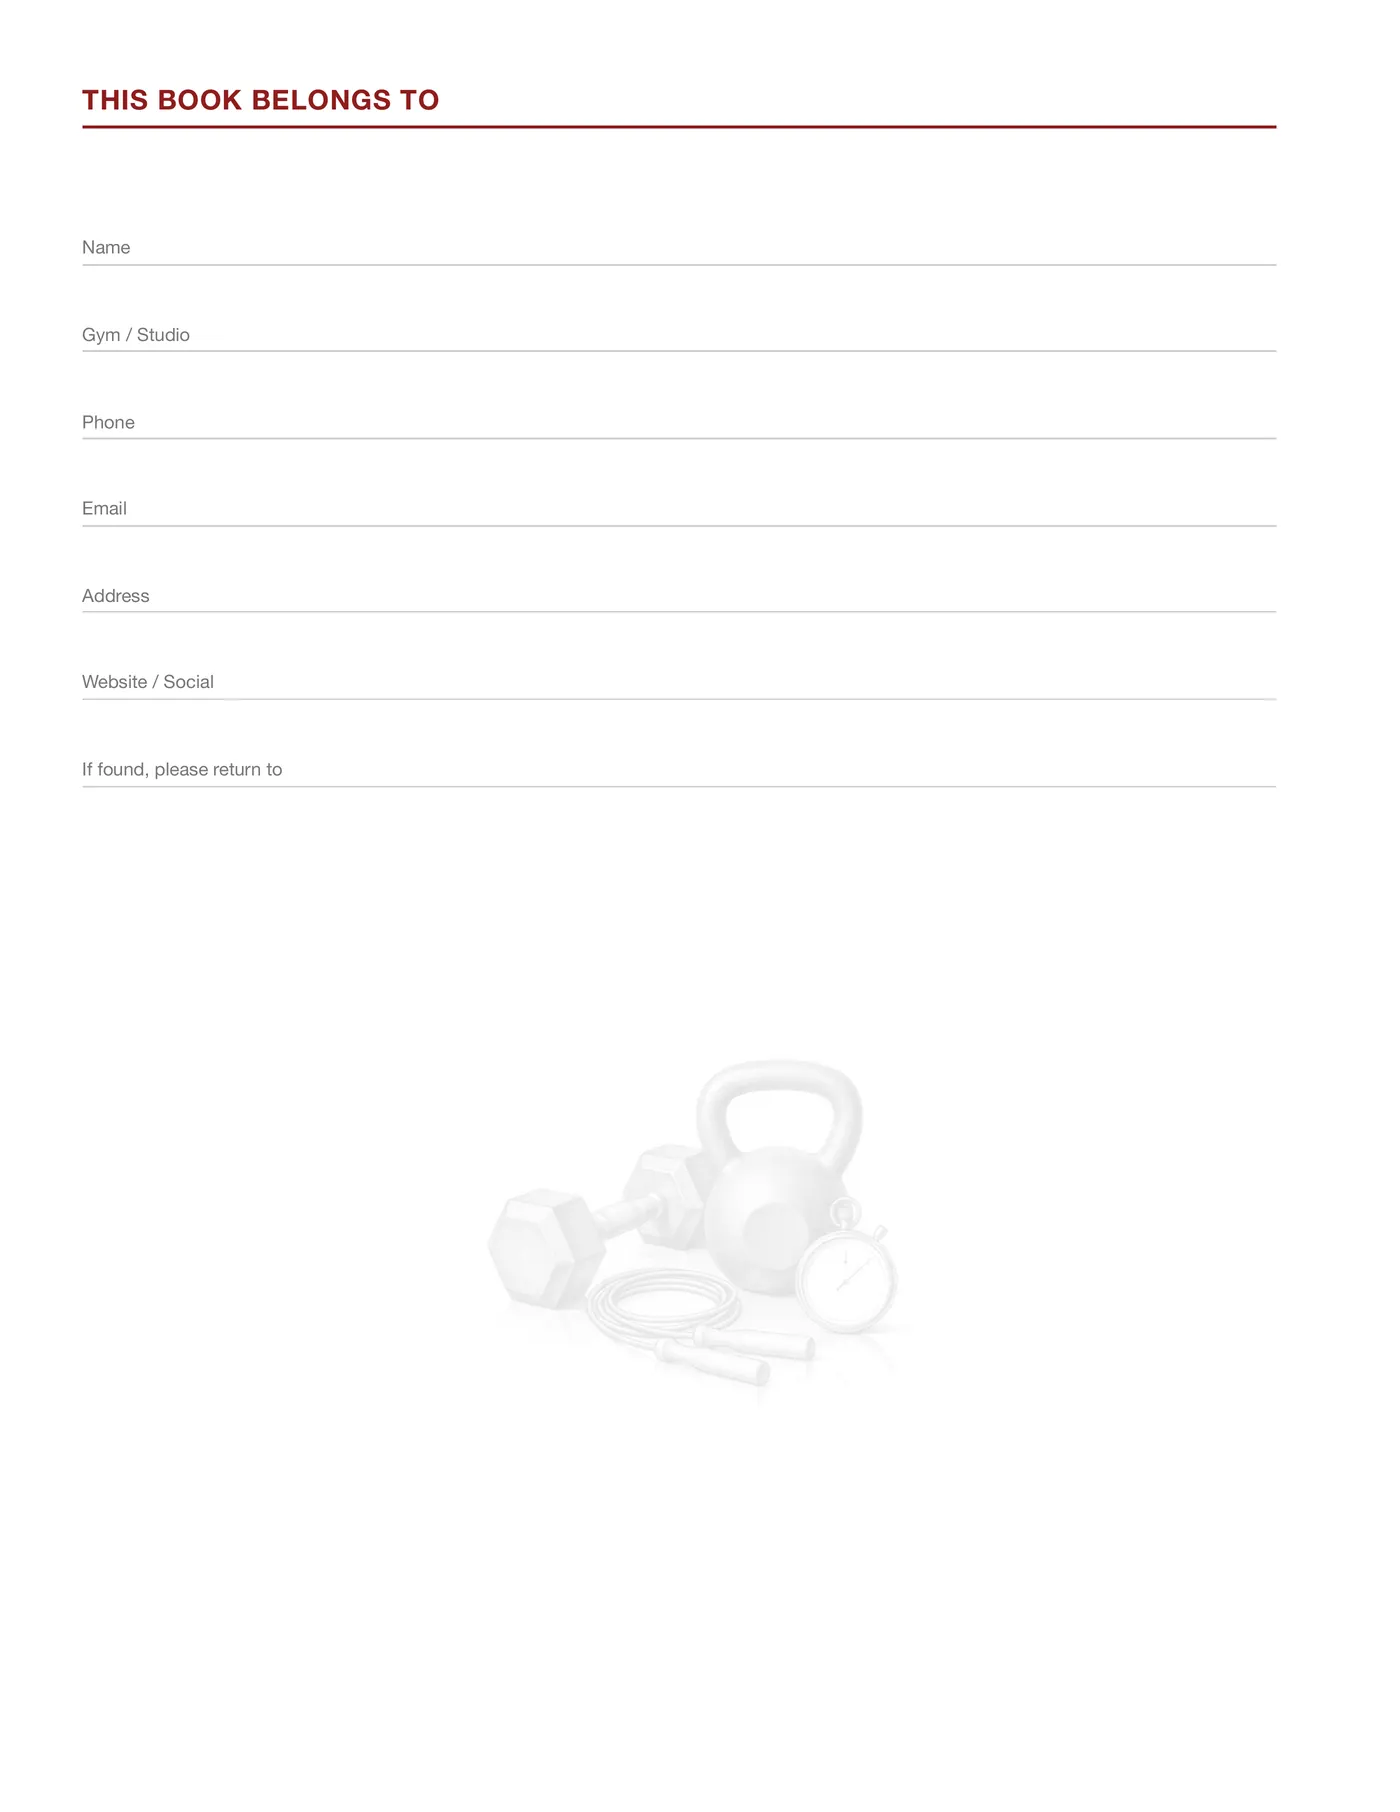 THIS BOOK BELONGS TO
Name
Gym / Studio
Phone
Email
Address
Website / Social
If found, please return to